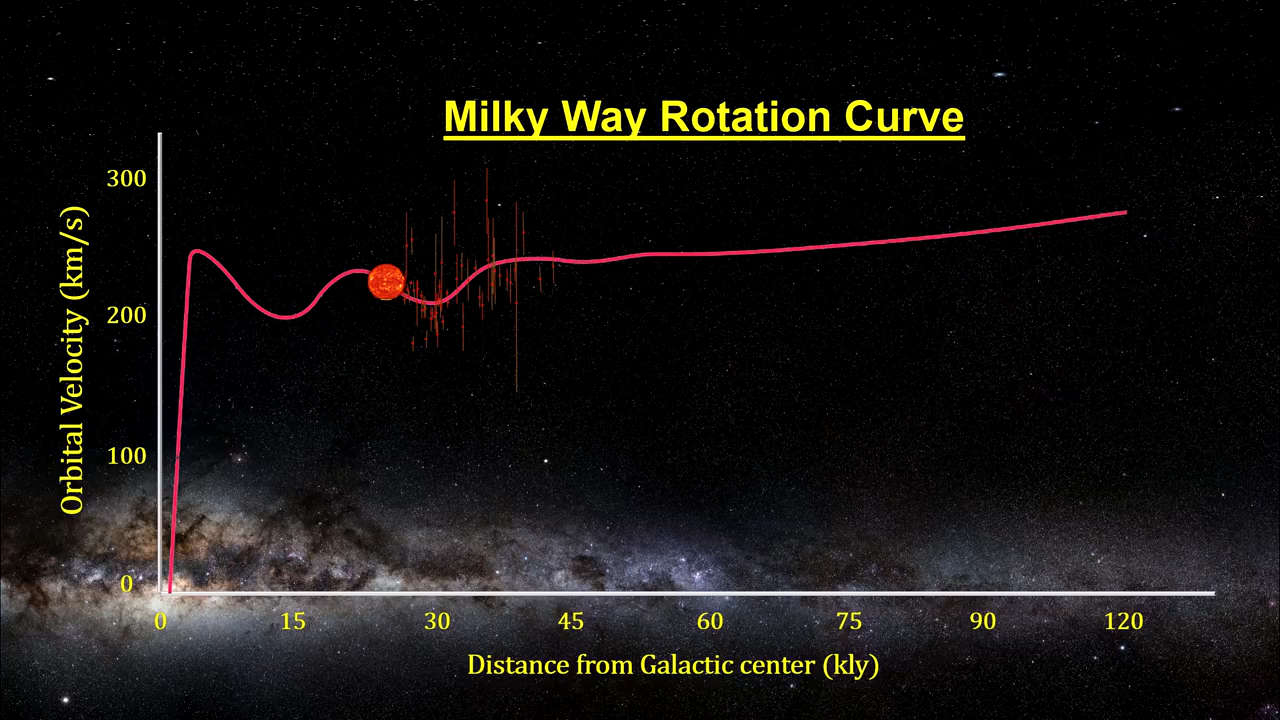 Milky Way Rotation Curve
Orbital Velocity (km/s)
300
200
100
0
0 15 30 45 60 75 90 120
Distance from Galactic center (kly)